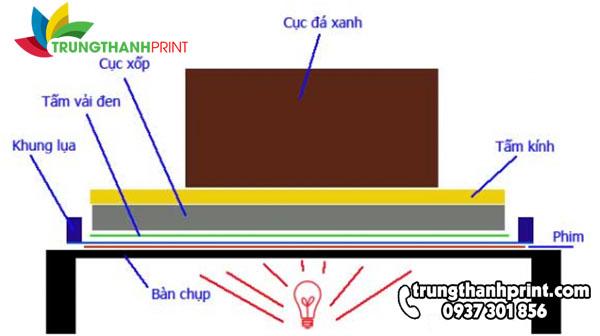 TRUNGTHANHPRINT
Cục đá xanh
Cục xốp
Tấm vải đen
Khung lụa
Tấm kính
Phim
Bàn chụp
trungthanhprint.com
0937 301 856